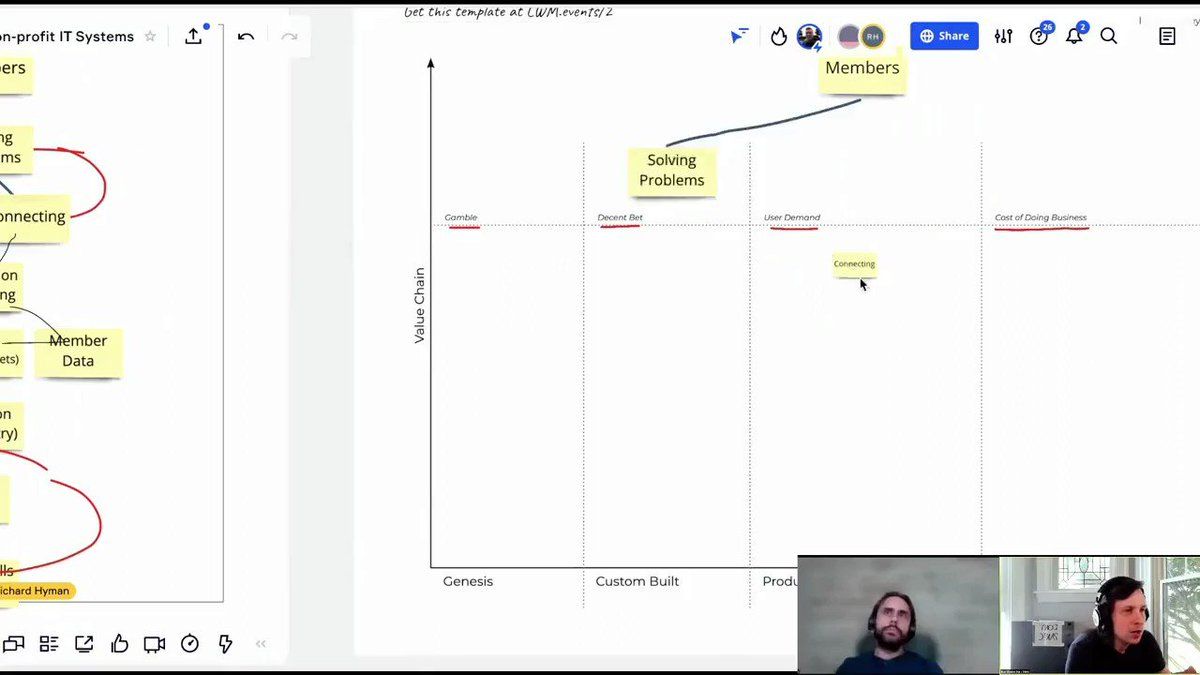 Get this template at LWM.events/2
on-profit IT Systems
RH
Share
26
2
ers
ng
ms
onnecting
on
ng
Member
Data
ets)
on
ry)
lls
ichard Hyman
Members
Solving
Problems
Gamble
Decent Bet
User Demand
Cost of Doing Business
Connecting
Value Chain
Genesis
Custom Built
Produ